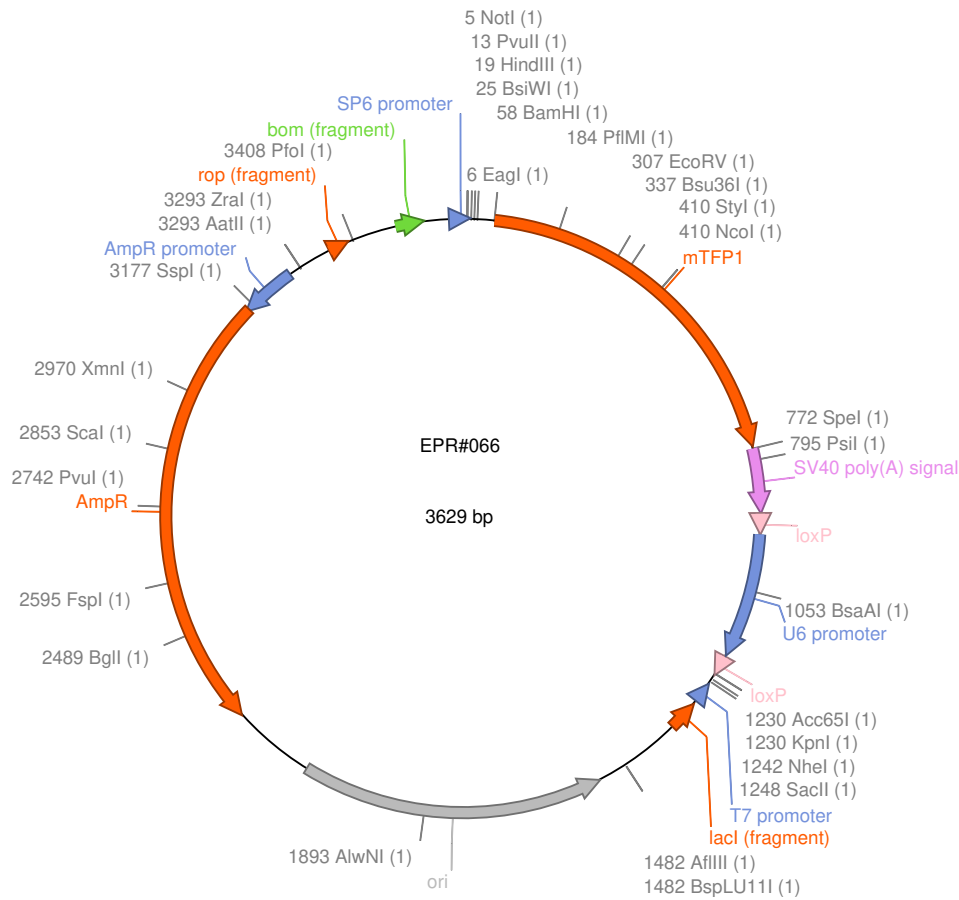 5 NotI (1)
13 PvuII (1)
19 HindIII (1)
25 BsiWI (1)
58 BamHI (1)
184 PflMI (1)
307 EcoRV (1)
337 Bsu36I (1)
410 StyI (1)
410 NcoI (1)
mTFP1
6 EagI (1)
SP6 promoter
bom (fragment)
3408 PfoI (1)
rop (fragment)
3293 ZraI (1)
3293 AatII (1)
AmpR promoter
3177 SspI (1)
2970 XmnI (1)
2853 ScaI (1)
2742 PvuI (1)
AmpR
2595 FspI (1)
2489 BglI (1)
EPR#066
3629 bp
772 SpeI (1)
795 PsiI (1)
SV40 poly(A) signal
loxP
1053 BsaAI (1)
U6 promoter
loxP
1230 Acc65I (1)
1230 KpnI (1)
1242 NheI (1)
1248 SacII (1)
T7 promoter
lacI (fragment)
1482 AflIII (1)
1482 BspLU11I (1)
1893 AlwNI (1)
ori